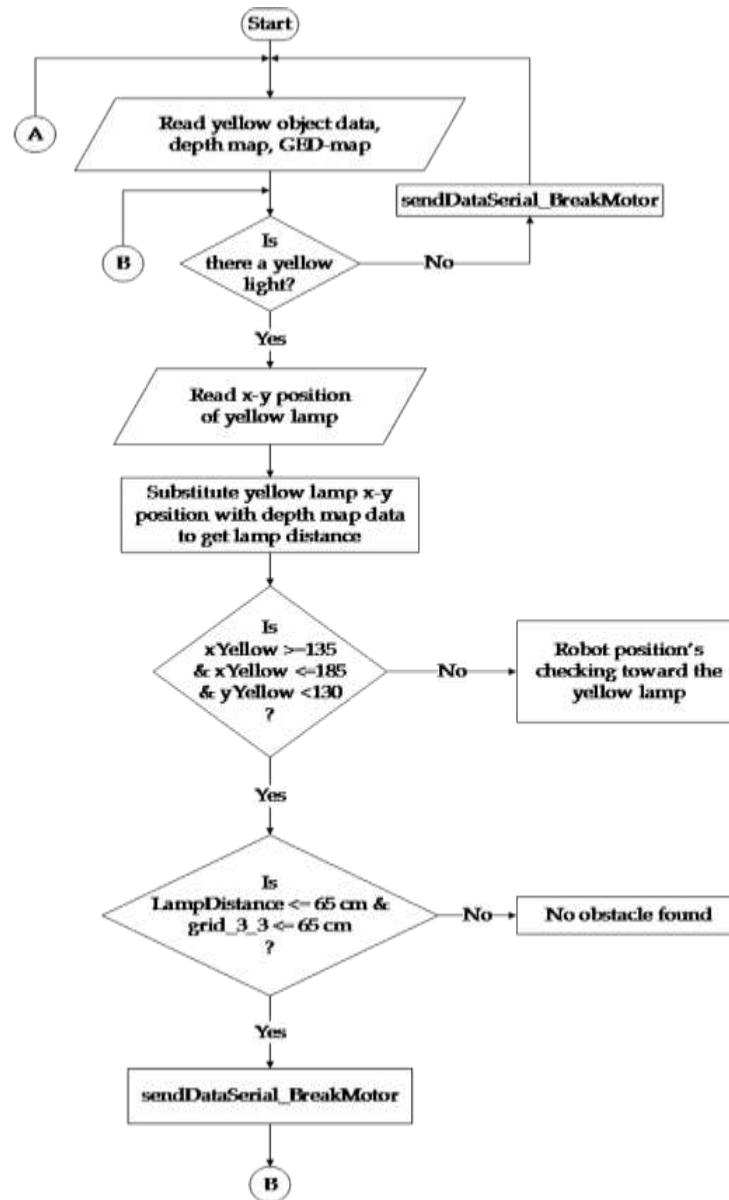 Start
A
Read yellow object data,
depth map, GED-map
sendDataSerial_BreakMotor
B
Is
there a yellow
light?
No
Yes
Read x-y position
of yellow lamp
Substitute yellow lamp x-y
position with depth map data
to get lamp distance
Is
xYellow >=135
& xYellow <=185
& yYellow <130
?
No
Robot position's
checking toward the
yellow lamp
Yes
Is
LampDistance <= 65 cm &
grid_3_3 <= 65 cm
?
No
No obstacle found
Yes
sendDataSerial_BreakMotor
B